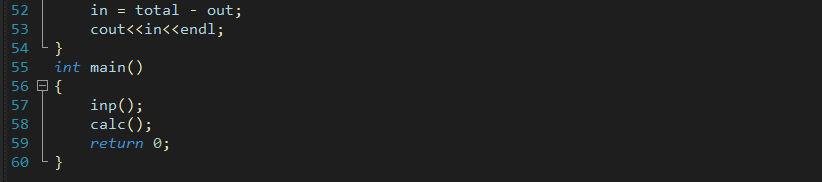 52 in = total - out;
53 cout<<in<<endl;
54 }
55 int main()
56 {
57 inp();
58 calc();
59 return 0;
60 }